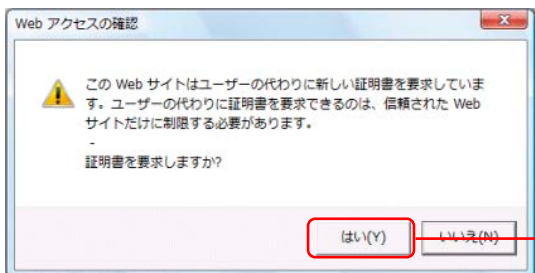 Web アクセスの確認
この Web サイトはユーザーの代わりに新しい証明書を要求していま
す。ユーザーの代わりに証明書を要求できるのは、信頼された Web
サイトだけに制限する必要があります。
-
証明書を要求しますか?
はい(Y) いいえ(N)